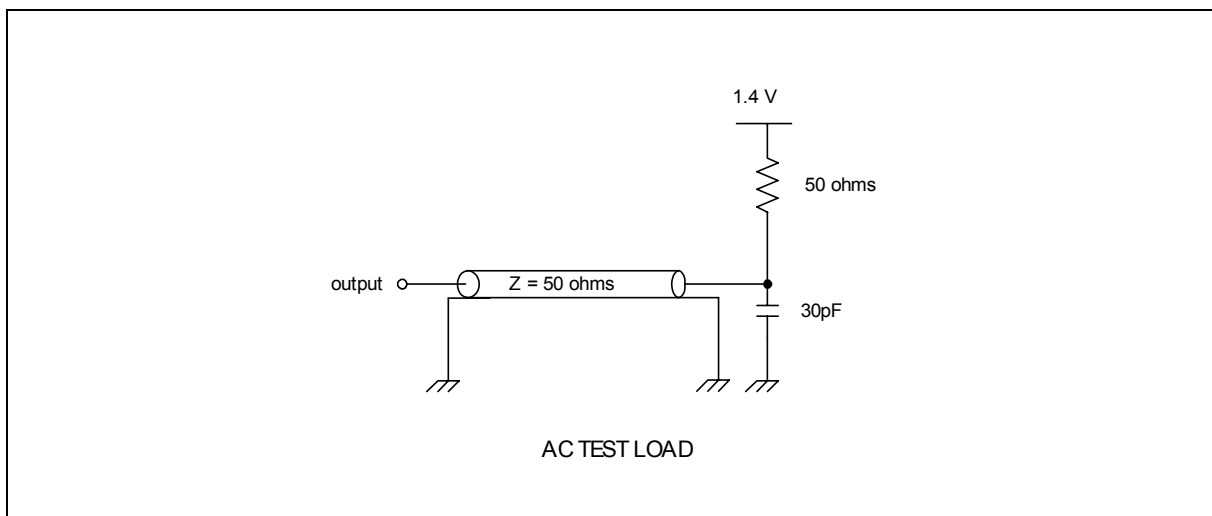 1.4 V
50 ohms
output
Z = 50 ohms
30pF
AC TEST LOAD